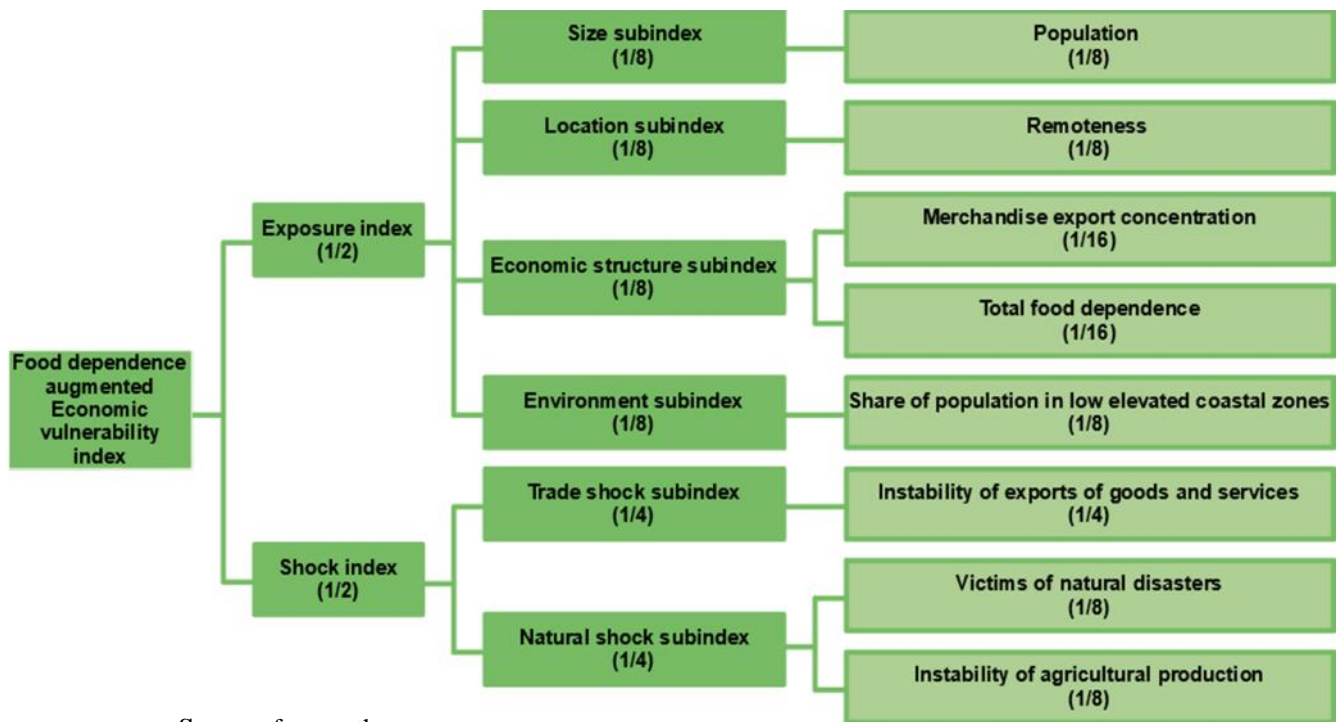 Food dependence
augmented
Economic
vulnerability
index
Exposure index
(1/2)
Size subindex
(1/8)
Population
(1/8)
Location subindex
(1/8)
Remoteness
(1/8)
Economic structure subindex
(1/8)
Merchandise export concentration
(1/16)
Total food dependence
(1/16)
Environment subindex
(1/8)
Share of population in low elevated coastal zones
(1/8)
Shock index
(1/2)
Trade shock subindex
(1/4)
Instability of exports of goods and services
(1/4)
Natural shock subindex
(1/4)
Victims of natural disasters
(1/8)
Instability of agricultural production
(1/8)